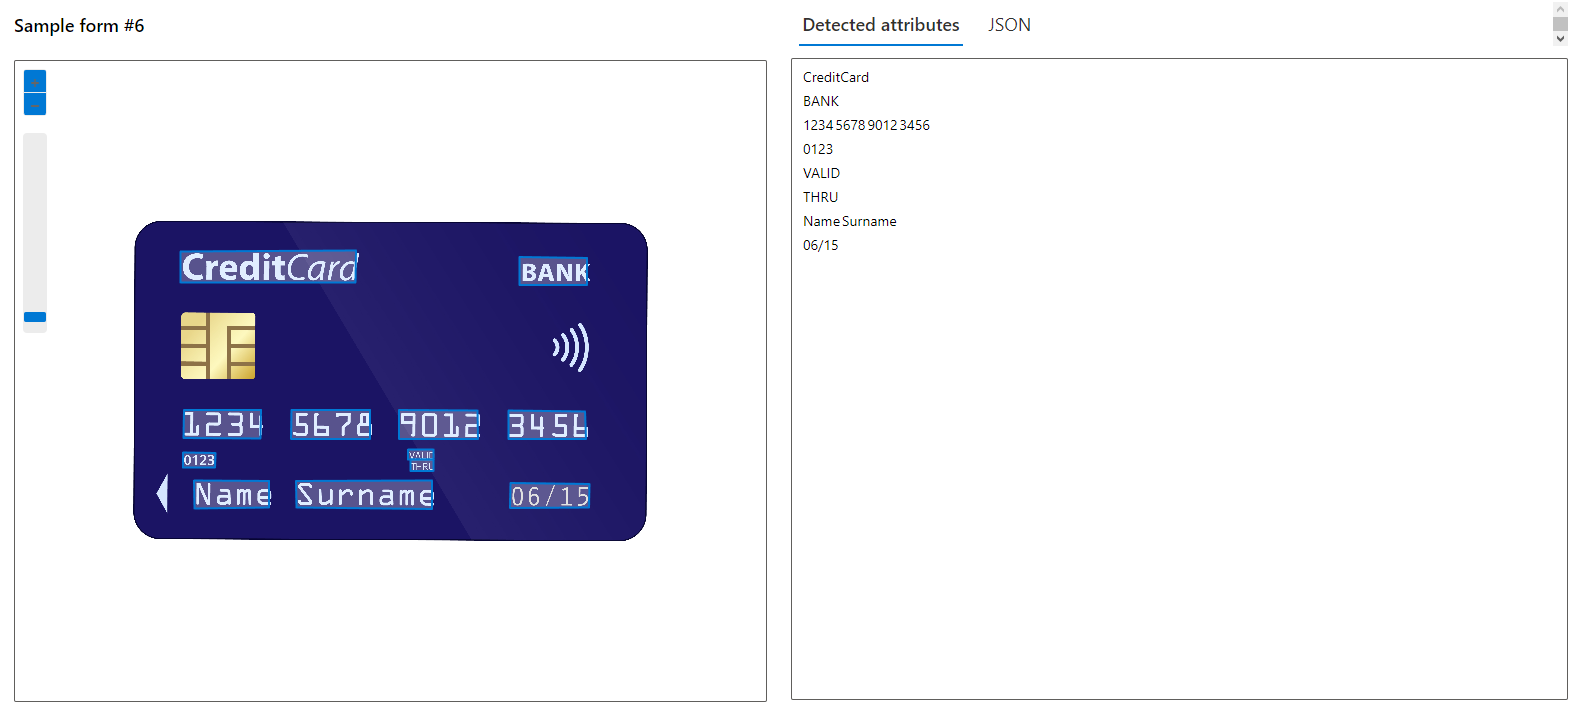 Sample form #6
Detected attributes JSON
CreditCard
BANK
1234 5678 9012 3456
0123
VALID
THRU
Name Surname
06/15
CreditCard
BANK
1234 5678 9012 3456
0123
VALID
THRU
Name Surname
06/15